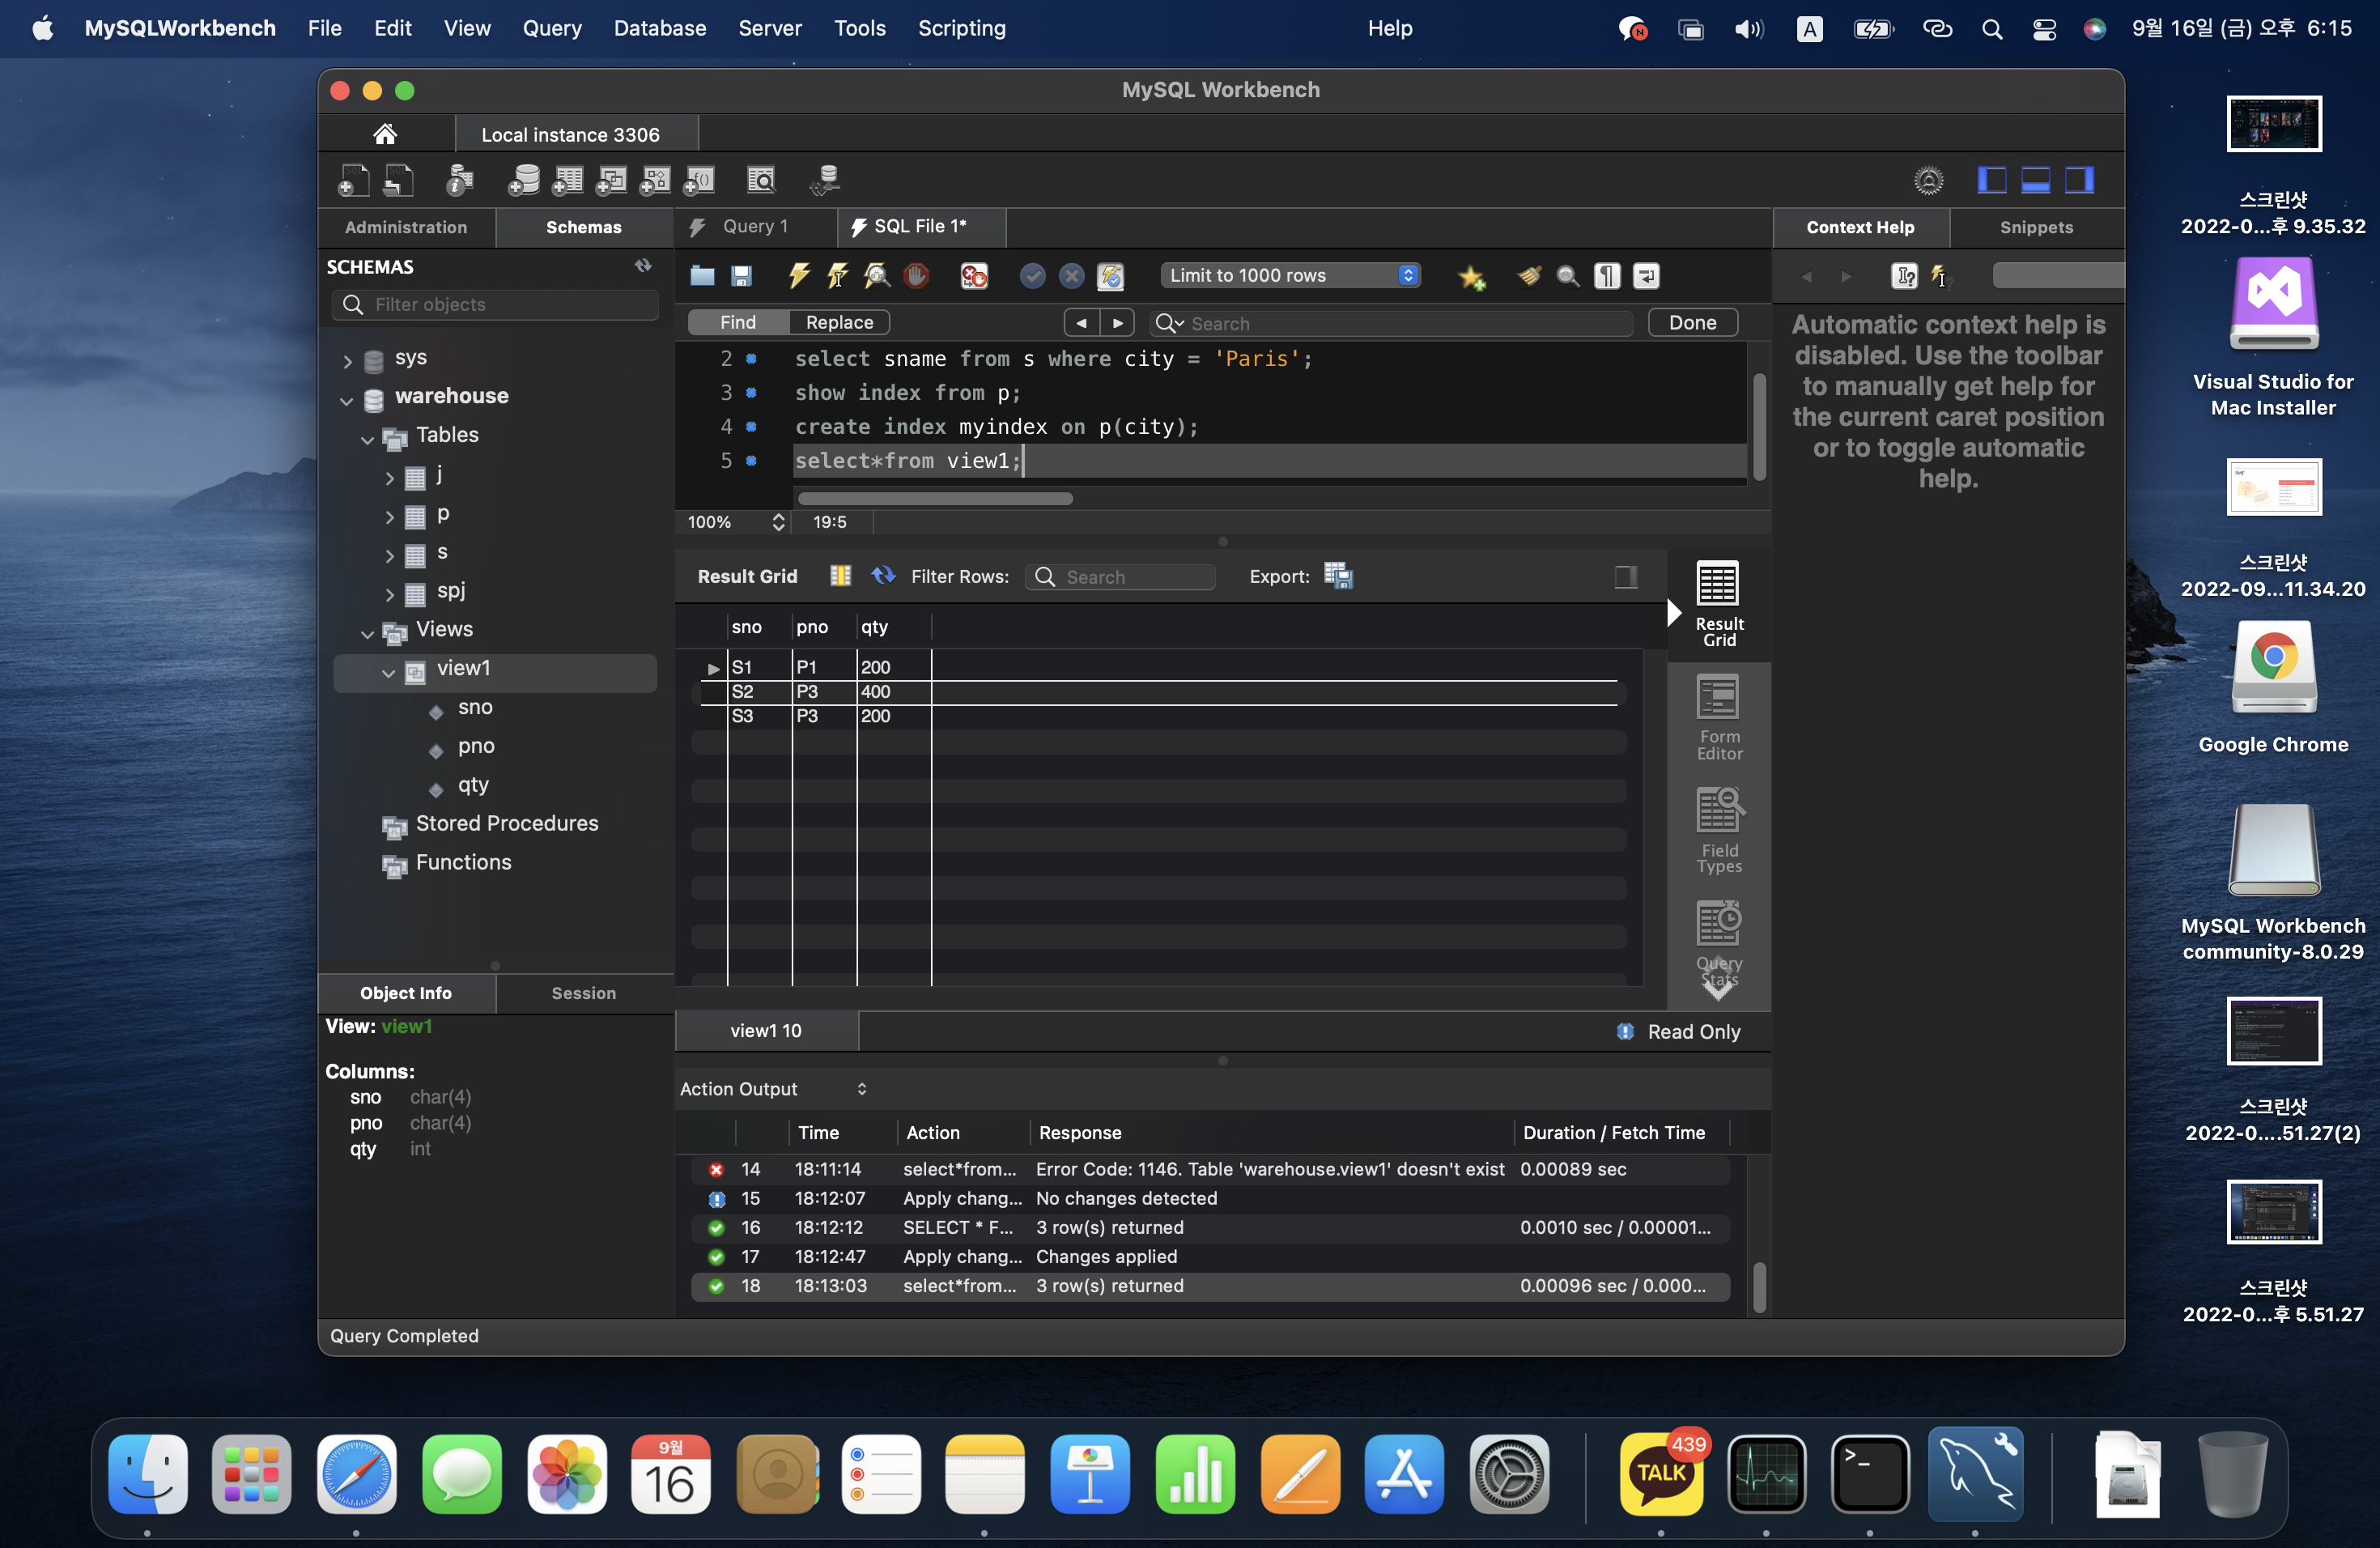 MySQLWorkbench File Edit View Query Database Server Tools Scripting Help A 9월 16일 (금) 오후 6:15
MySQL Workbench
Local instance 3306
Administration Schemas
Query 1 SQL File 1*
Context Help Snippets
SCHEMAS
Filter objects
sys
warehouse
Tables
j
p
s
spj
Views
view1
sno
pno
qty
Stored Procedures
Functions
Object Info Session
View: view1
Columns:
sno char(4)
pno char(4)
qty int
Query Completed
Limit to 1000 rows
Find Replace Search Done
2 select sname from s where city = 'Paris';
3 show index from p;
4 create index myindex on p(city);
5 select*from view1;
100% 19:5
Result Grid Filter Rows: Search Export:
sno pno qty
S1 P1 200
S2 P3 400
S3 P3 200
Result
Grid
Form
Editor
Field
Types
Query
Stats
view1 10 Read Only
Action Output
Time Action Response Duration / Fetch Time
14 18:11:14 select*from... Error Code: 1146. Table 'warehouse.view1' doesn't exist 0.00089 sec
15 18:12:07 Apply chang... No changes detected
16 18:12:12 SELECT * F... 3 row(s) returned 0.0010 sec / 0.00001...
17 18:12:47 Apply chang... Changes applied
18 18:13:03 select*from... 3 row(s) returned 0.00096 sec / 0.000...
Automatic context help is
disabled. Use the toolbar
to manually get help for
the current caret position
or to toggle automatic
help.
스크린샷
2022-0...후 9.35.32
Visual Studio for
Mac Installer
스크린샷
2022-09...11.34.20
Google Chrome
MySQL Workbench
community-8.0.29
스크린샷
2022-0....51.27(2)
스크린샷
2022-0...후 5.51.27
9월
16
TALK
439
>_